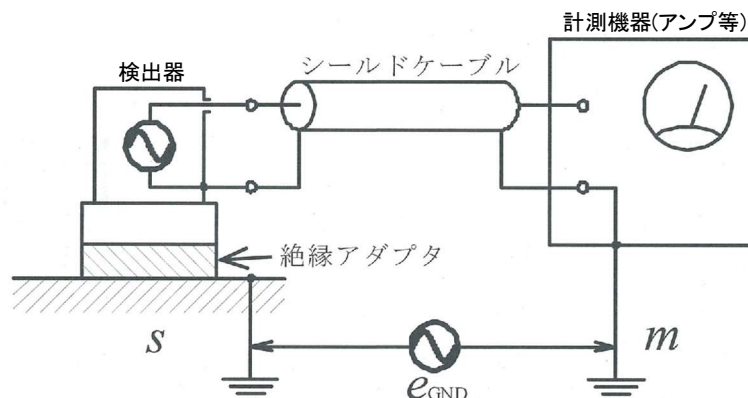 計測機器(アンプ等)
検出器
シールドケーブル
絶縁アダプタ
s
m
eGND